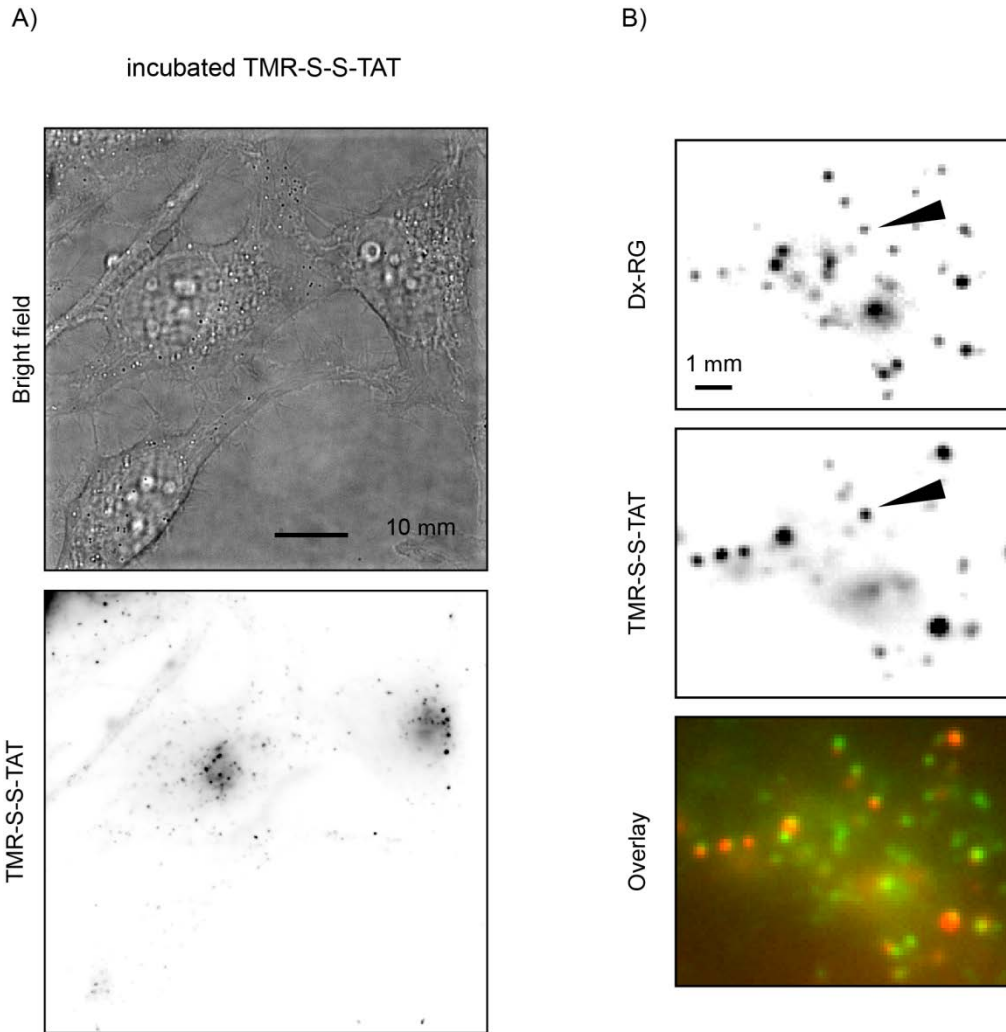 A)
incubated TMR-S-S-TAT
Bright field
10 mm
TMR-S-S-TAT
B)
Dx-RG
1 mm
TMR-S-S-TAT
Overlay